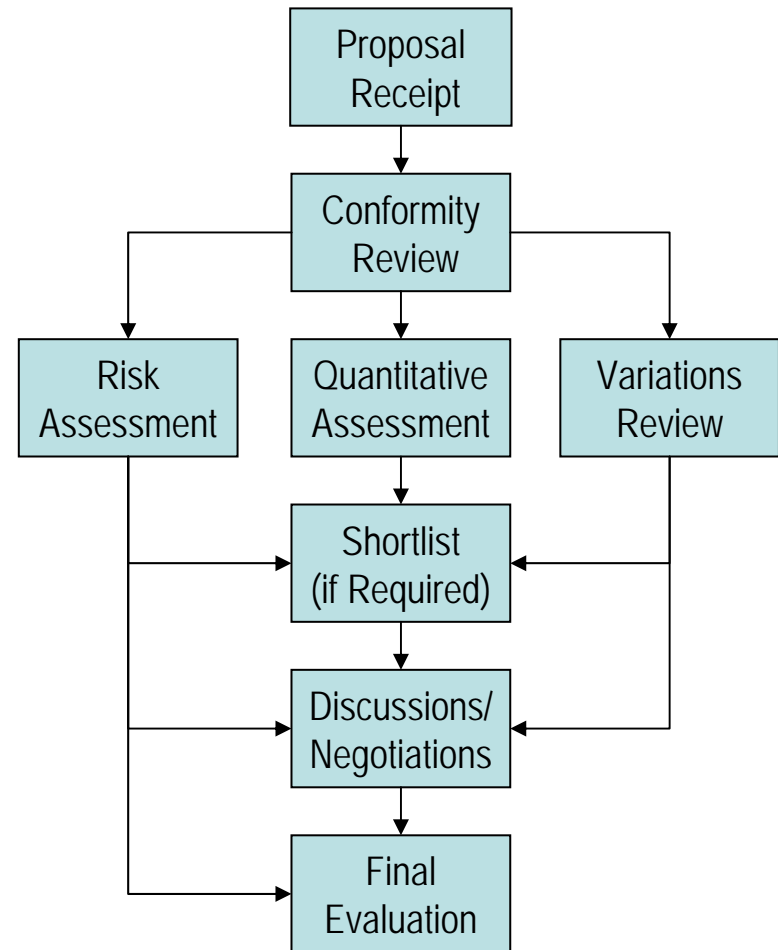 Proposal
Receipt
Conformity
Review
Risk
Assessment
Quantitative
Assessment
Variations
Review
Shortlist
(if Required)
Discussions/
Negotiations
Final
Evaluation